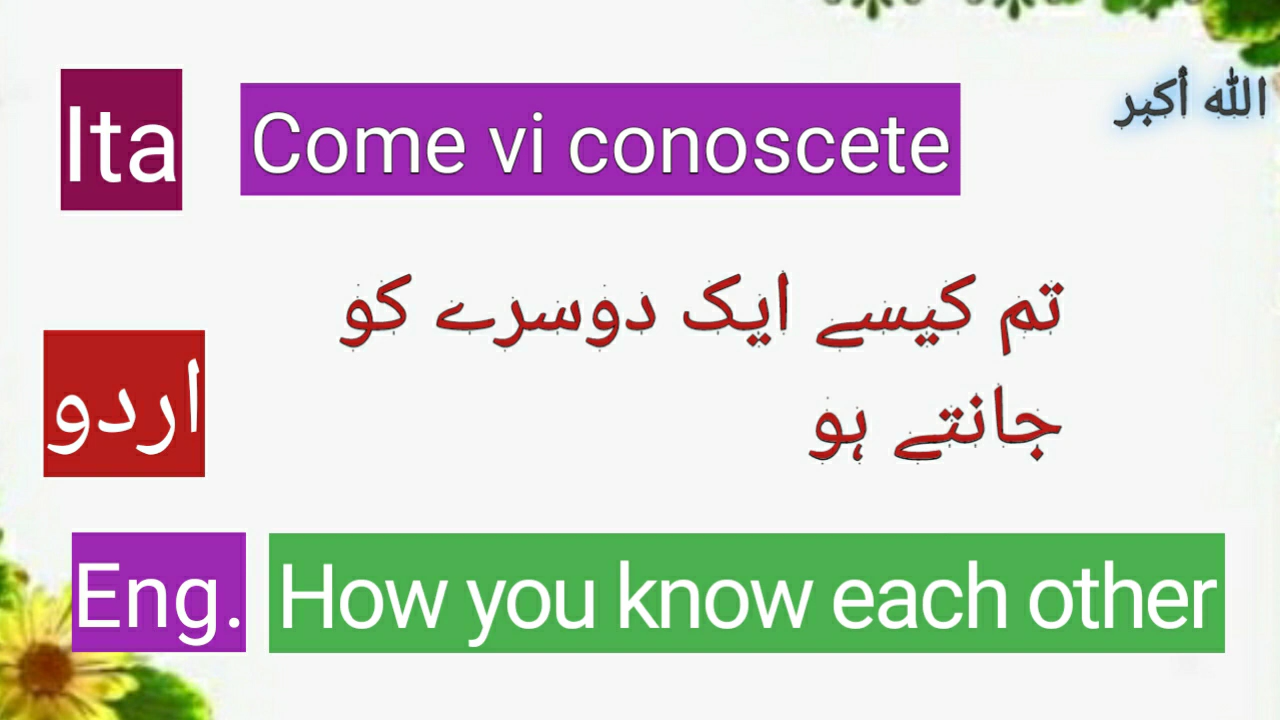 الله أكبر
Ita
Come vi conoscete
تم کیسے ایک دوسرے کو
جانتے ہو
اردو
Eng.
How you know each other